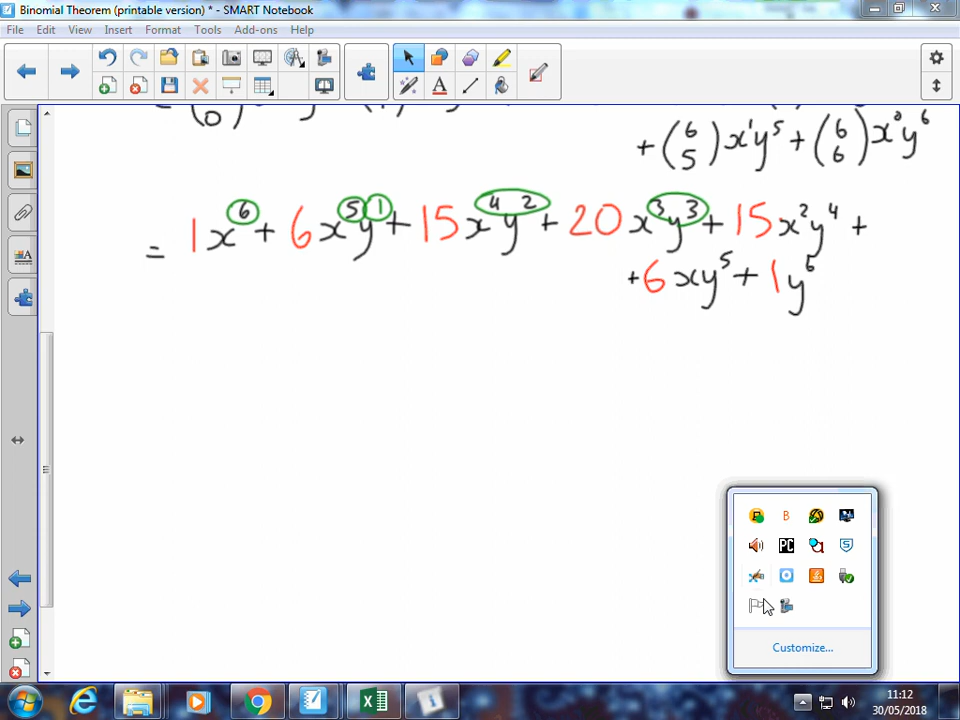 Binomial Theorem (printable version) * - SMART Notebook
File Edit View Insert Format Tools Add-ons Help
+ (6 5) x¹y⁵ + (6 6) x⁰y⁶
= 1x⁶ + 6x⁵y¹ + 15x⁴y² + 20x³y³ + 15x²y⁴ +
+ 6xy⁵ + 1y⁶
B
PC
S
Customize...
11:12
30/05/2018